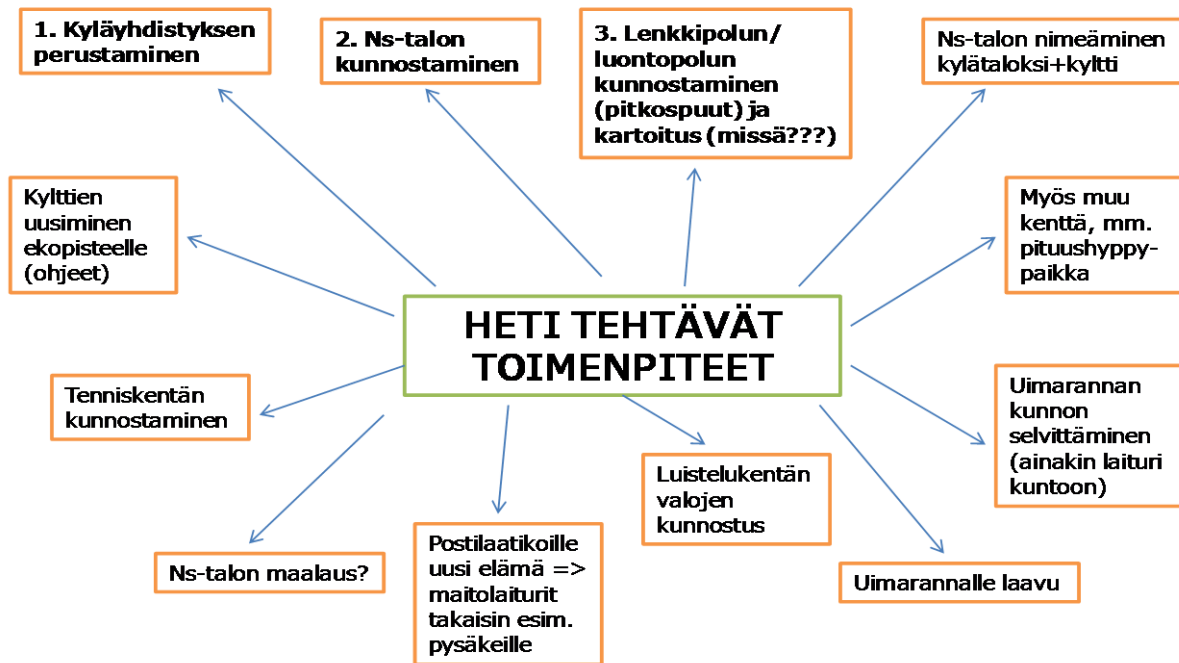 1. Kyläyhdistyksen
perustaminen
2. Ns-talon
kunnostaminen
3. Lenkkipolun/
luontopolun
kunnostaminen
(pitkospuut) ja
kartoitus (missä???)
Ns-talon nimeäminen
kylätaloksi+kyltti
Kylttien
uusiminen
ekopisteelle
(ohjeet)
Myös muu
kenttä, mm.
pituushyppy-
paikka
HETI TEHTÄVÄT
TOIMENPITEET
Tenniskentän
kunnostaminen
Uimarannan
kunnon
selvittäminen
(ainakin laituri
kuntoon)
Luistelukentän
valojen
kunnostus
Ns-talon maalaus?
Postilaatikoille
uusi elämä =>
maitolaiturit
takaisin esim.
pysäkeille
Uimarannalle laavu